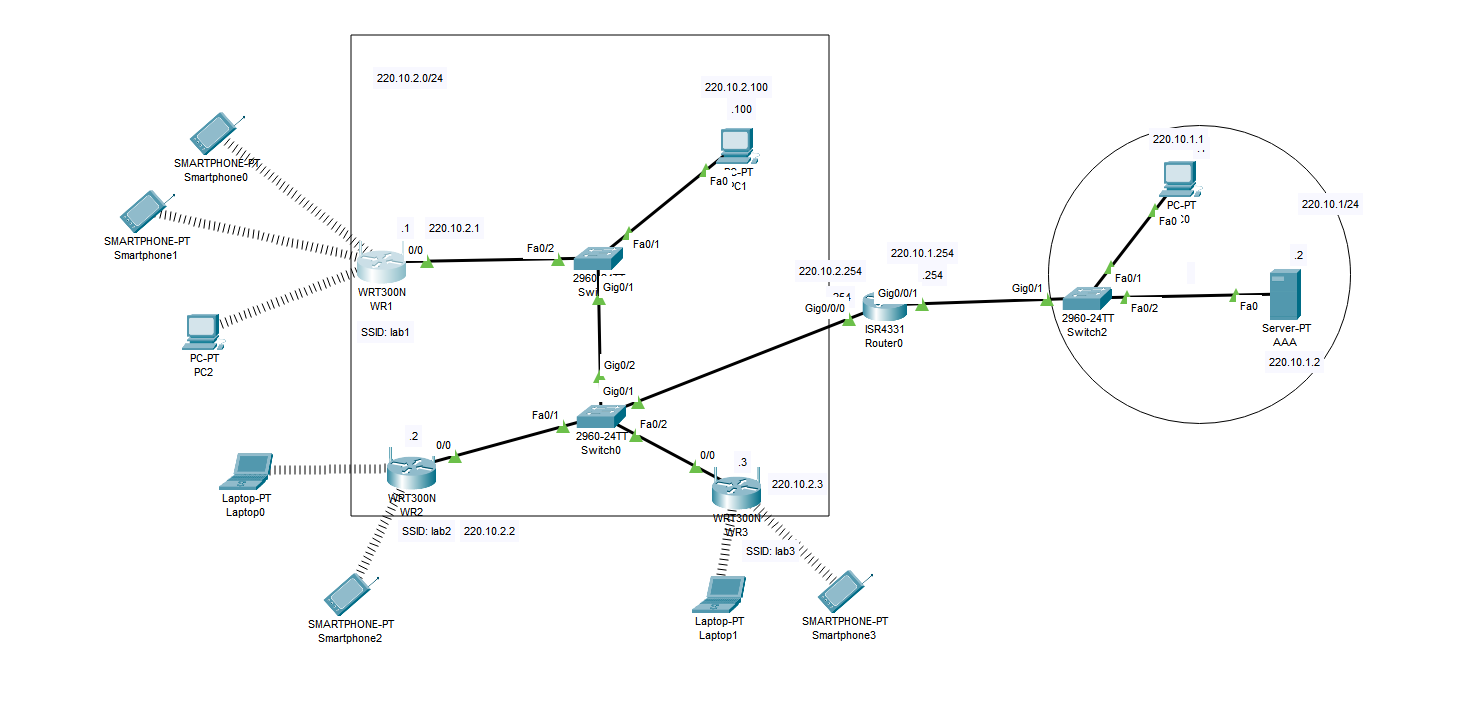 220.10.2.0/24
220.10.2.100
.100
PC1
Fa0
SMARTPHONE-PT
Smartphone0
SMARTPHONE-PT
Smartphone1
.1
220.10.2.1
0/0
Fa0/2
Fa0/1
WRT300N
WR1
SSID: lab1
PC-PT
PC2
Gig0/1
Gig0/2
Gig0/1
Fa0/1
Fa0/2
2960-24TT
Switch0
220.10.2.254
Gig0/0/0
220.10.1.254
.254
Gig0/0/1
ISR4331
Router0
220.10.1.1
PC-PT
Fa0
220.10.1/24
Gig0/1
Fa0/1
Fa0/2
2960-24TT
Switch2
.2
Fa0
Server-PT
AAA
220.10.1.2
.2
0/0
WRT300N
WR2
SSID: lab2
220.10.2.2
Laptop-PT
Laptop0
SMARTPHONE-PT
Smartphone2
0/0
.3
220.10.2.3
WRT300N
WR3
SSID: lab3
Laptop-PT
Laptop1
SMARTPHONE-PT
Smartphone3